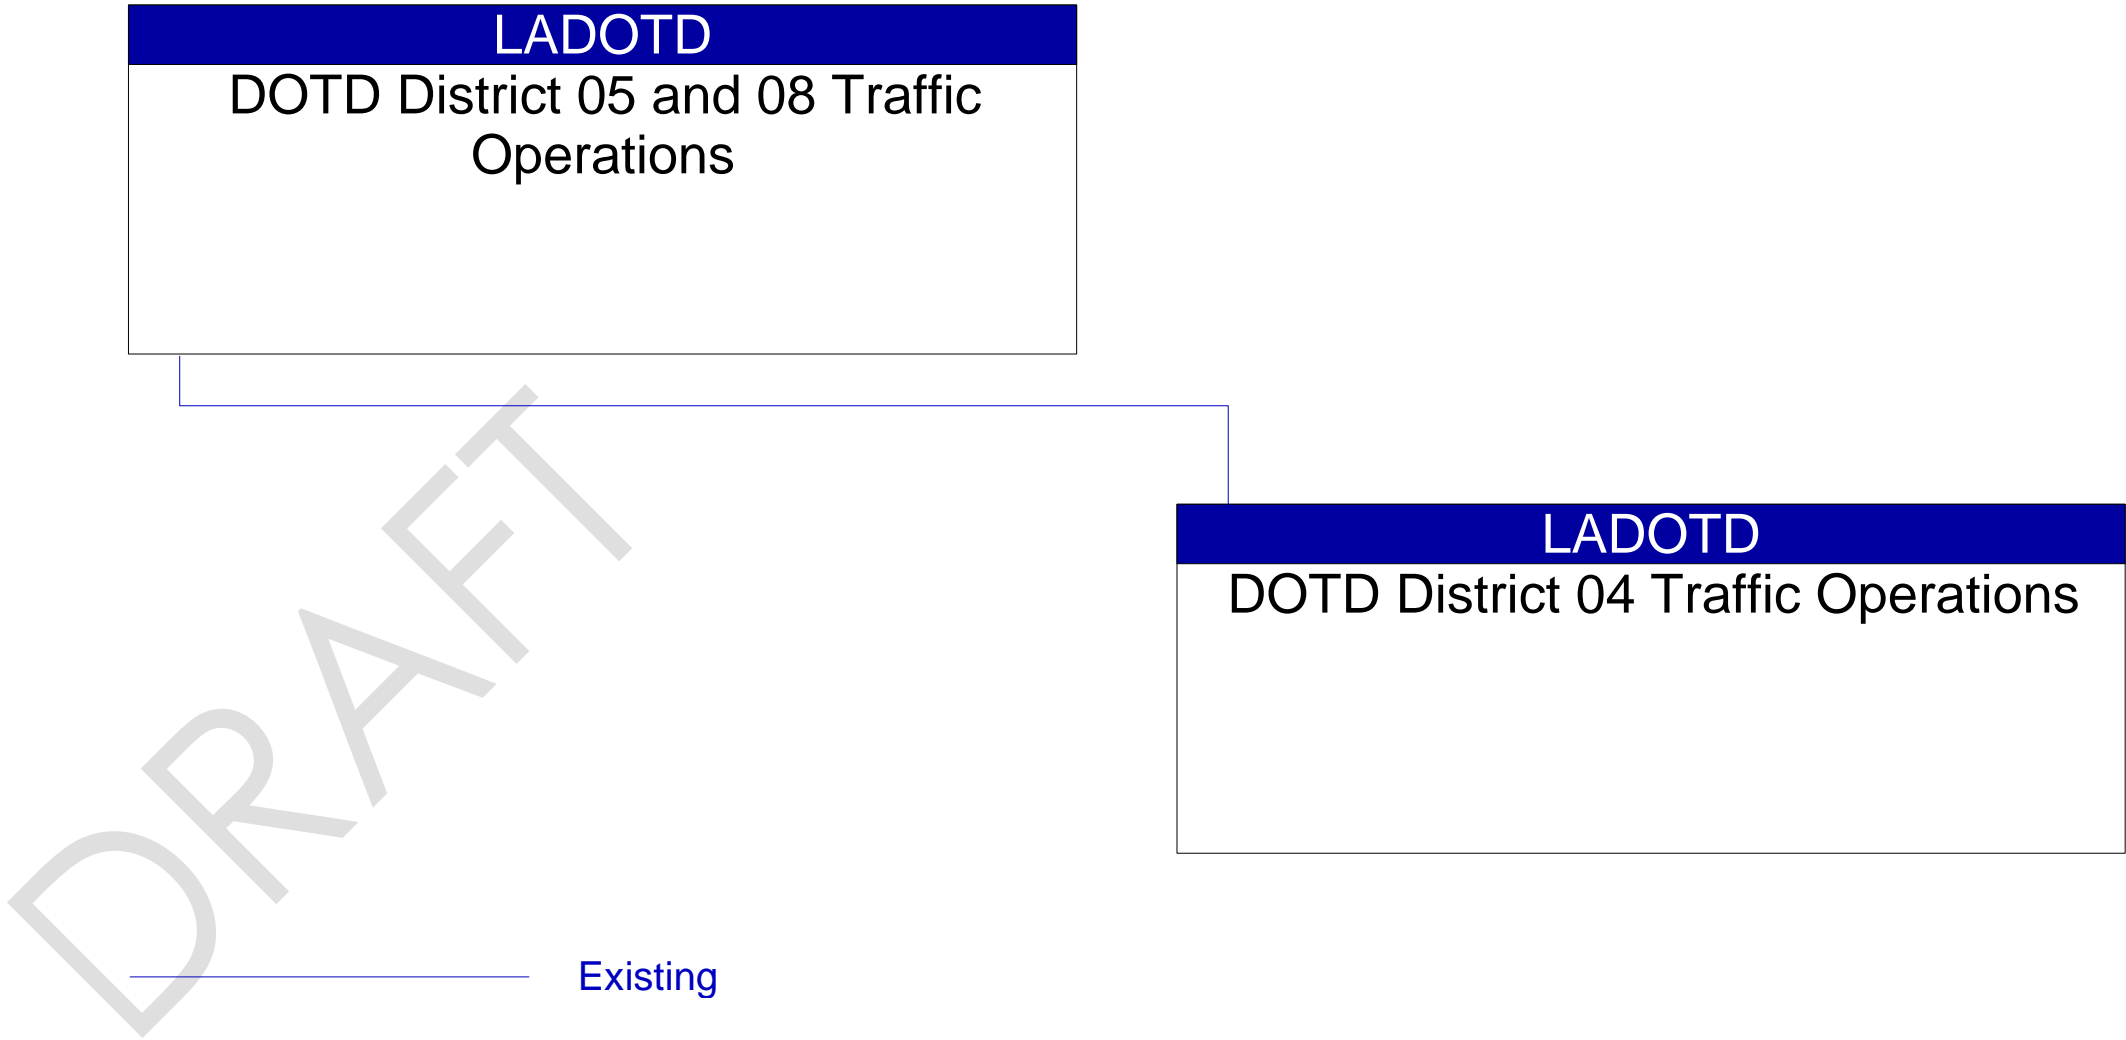 LADOTD
DOTD District 05 and 08 Traffic
Operations
LADOTD
DOTD District 04 Traffic Operations
DRAFT
Existing